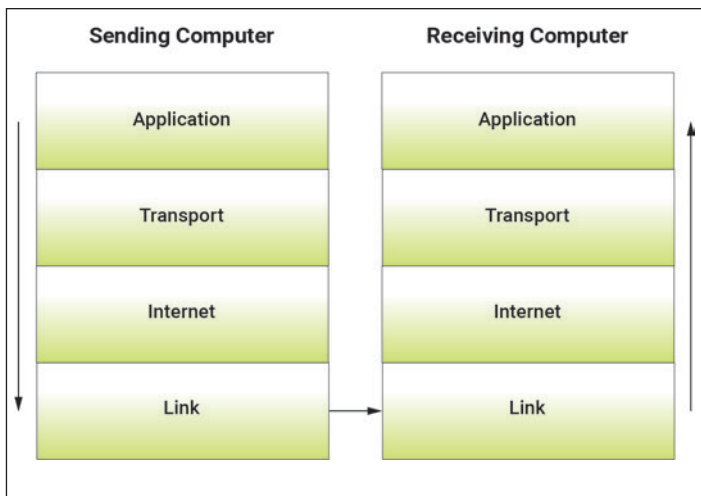 Sending Computer
Receiving Computer
Application
Application
Transport
Transport
Internet
Internet
Link
Link